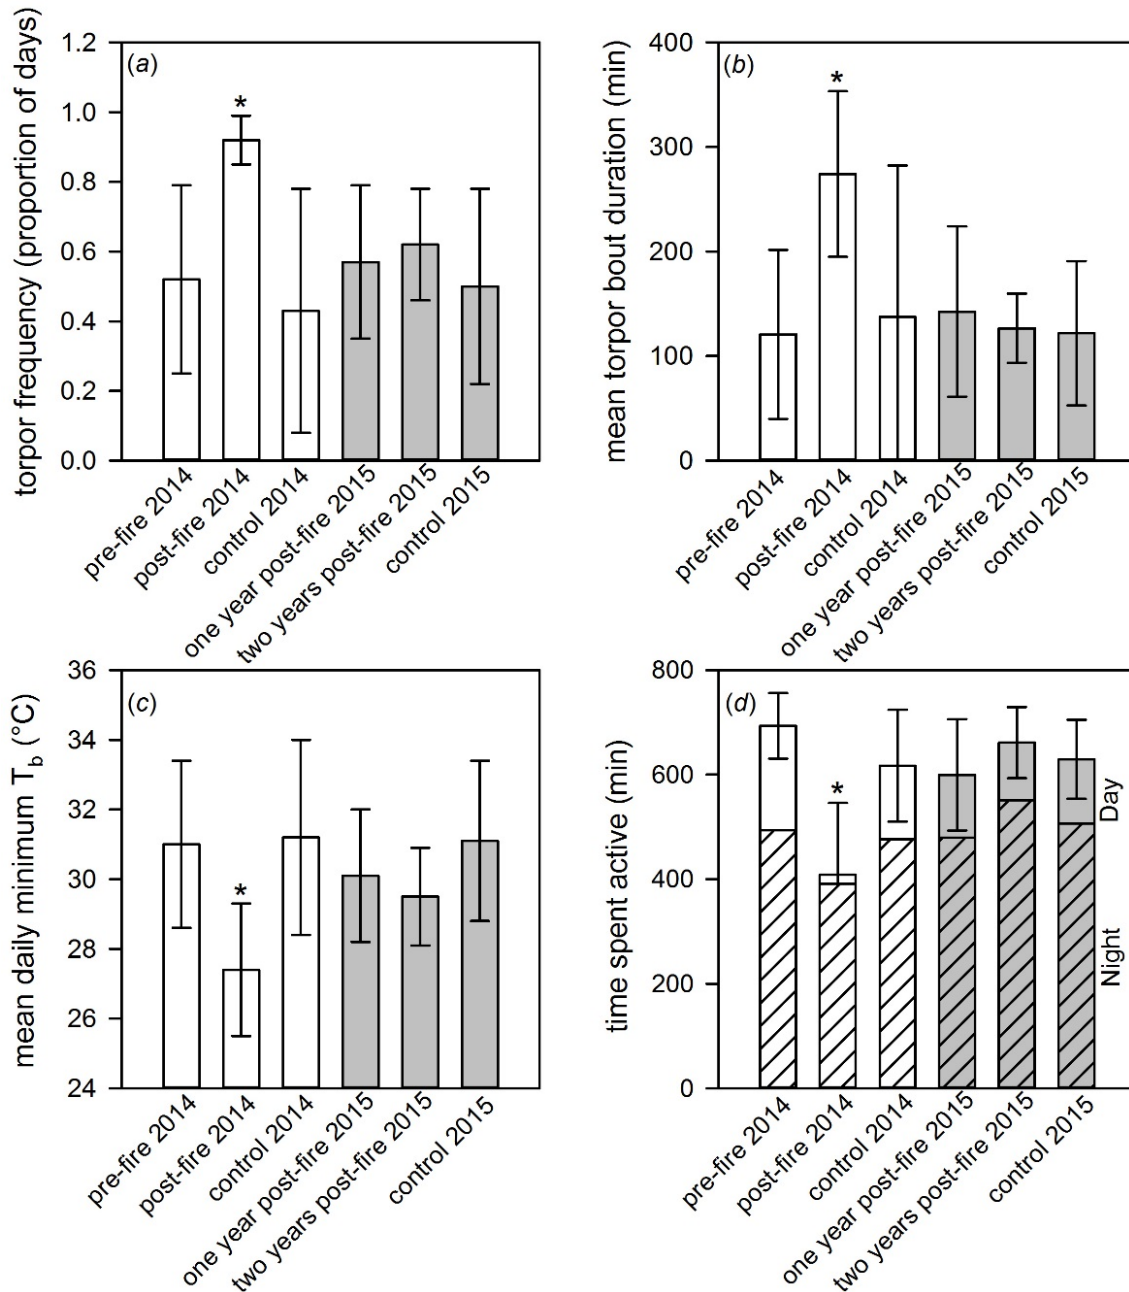 (a)
torpor frequency (proportion of days)
1.2
1.0
0.8
0.6
0.4
0.2
0.0
*
pre-fire 2014
post-fire 2014
control 2014
one year post-fire 2015
two years post-fire 2015
control 2015
(b)
mean torpor bout duration (min)
400
300
200
100
0
*
pre-fire 2014
post-fire 2014
control 2014
one year post-fire 2015
two years post-fire 2015
control 2015
(c)
mean daily minimum Tb (°C)
36
34
32
30
28
26
24
*
pre-fire 2014
post-fire 2014
control 2014
one year post-fire 2015
two years post-fire 2015
control 2015
(d)
time spent active (min)
800
600
400
200
0
*
Day
Night
pre-fire 2014
post-fire 2014
control 2014
one year post-fire 2015
two years post-fire 2015
control 2015